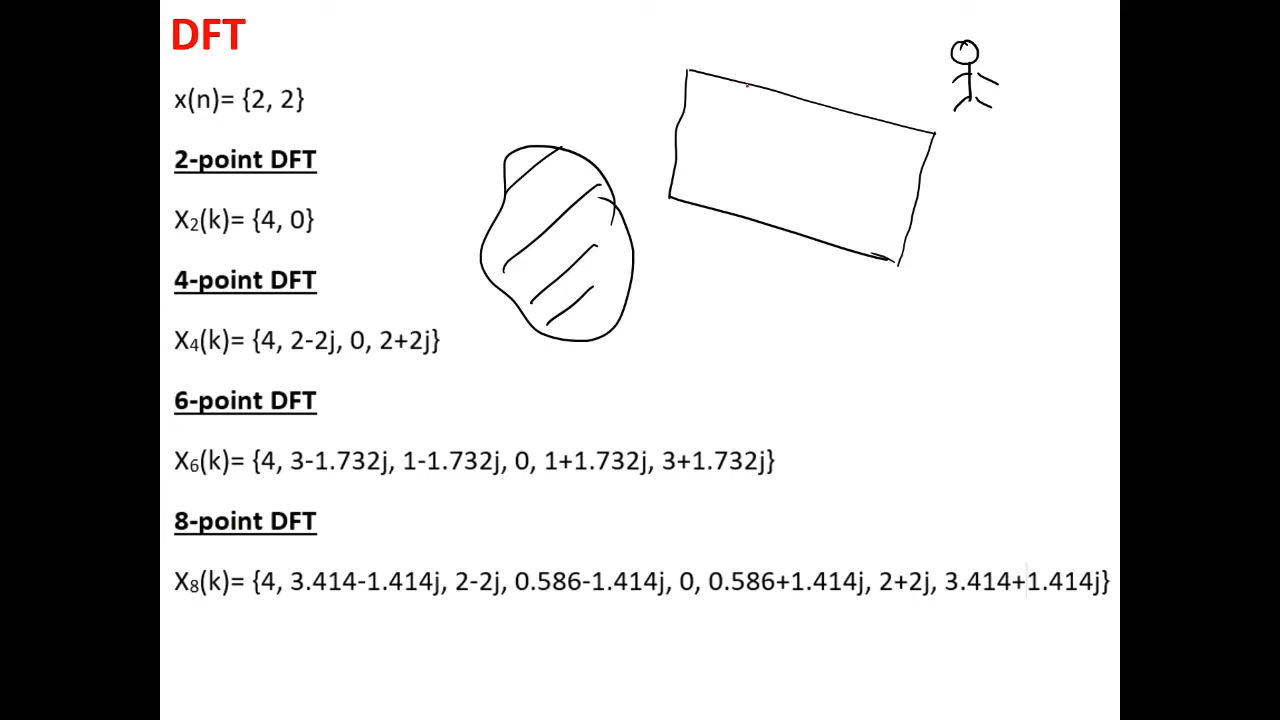 DFT
x(n)= {2, 2}
2-point DFT
X₂(k)= {4, 0}
4-point DFT
X₄(k)= {4, 2-2j, 0, 2+2j}
6-point DFT
X₆(k)= {4, 3-1.732j, 1-1.732j, 0, 1+1.732j, 3+1.732j}
8-point DFT
X₈(k)= {4, 3.414-1.414j, 2-2j, 0.586-1.414j, 0, 0.586+1.414j, 2+2j, 3.414+1.414j}